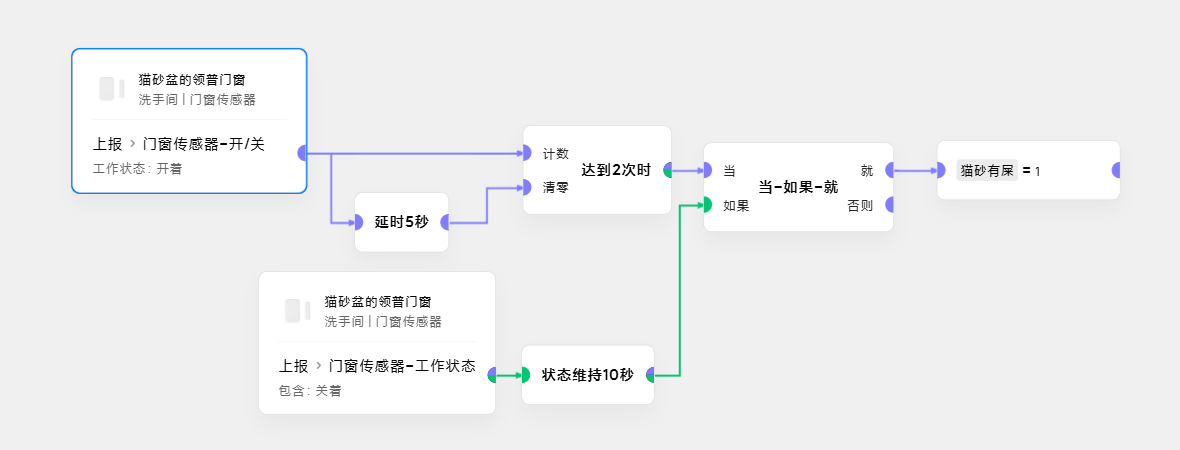 猫砂盆的领普门窗
洗手间 | 门窗传感器
上报 > 门窗传感器-开/关
工作状态: 开着
延时5秒
计数
达到2次时
清零
当
就
当-如果-就
如果
否则
猫砂有屎 = 1
猫砂盆的领普门窗
洗手间 | 门窗传感器
上报 > 门窗传感器-工作状态
包含: 关着
状态维持10秒